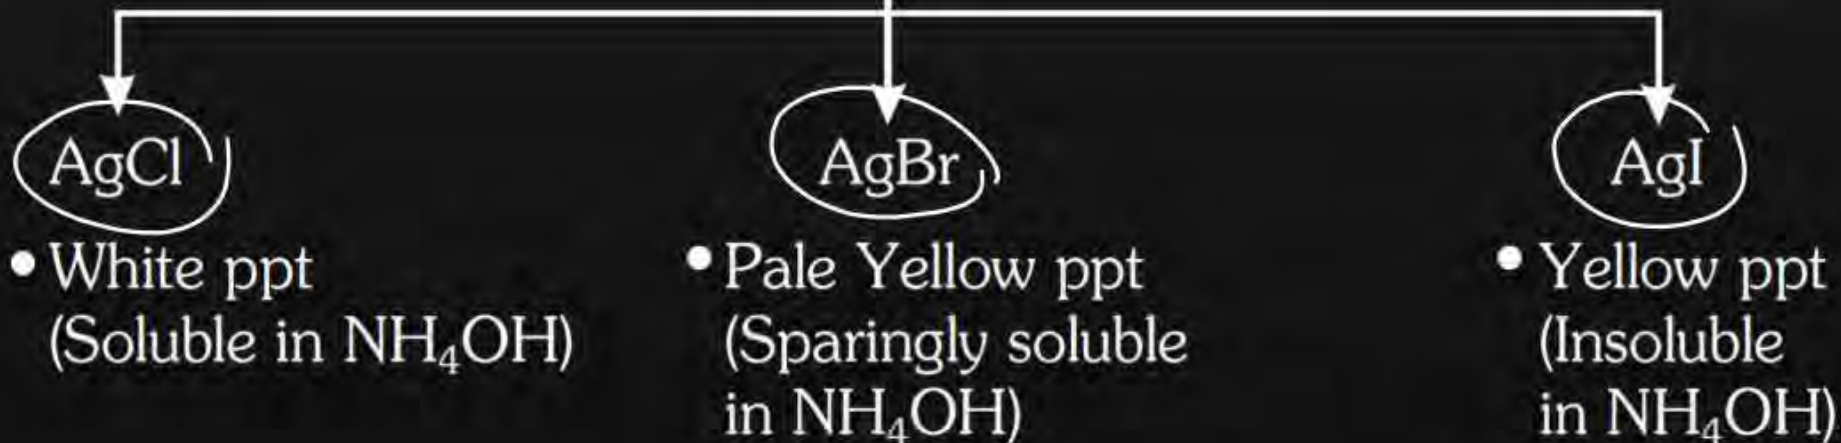 AgCl
AgBr
AgI
• White ppt
(Soluble in NH₄OH)
• Pale Yellow ppt
(Sparingly soluble
in NH₄OH)
• Yellow ppt
(Insoluble
in NH₄OH)